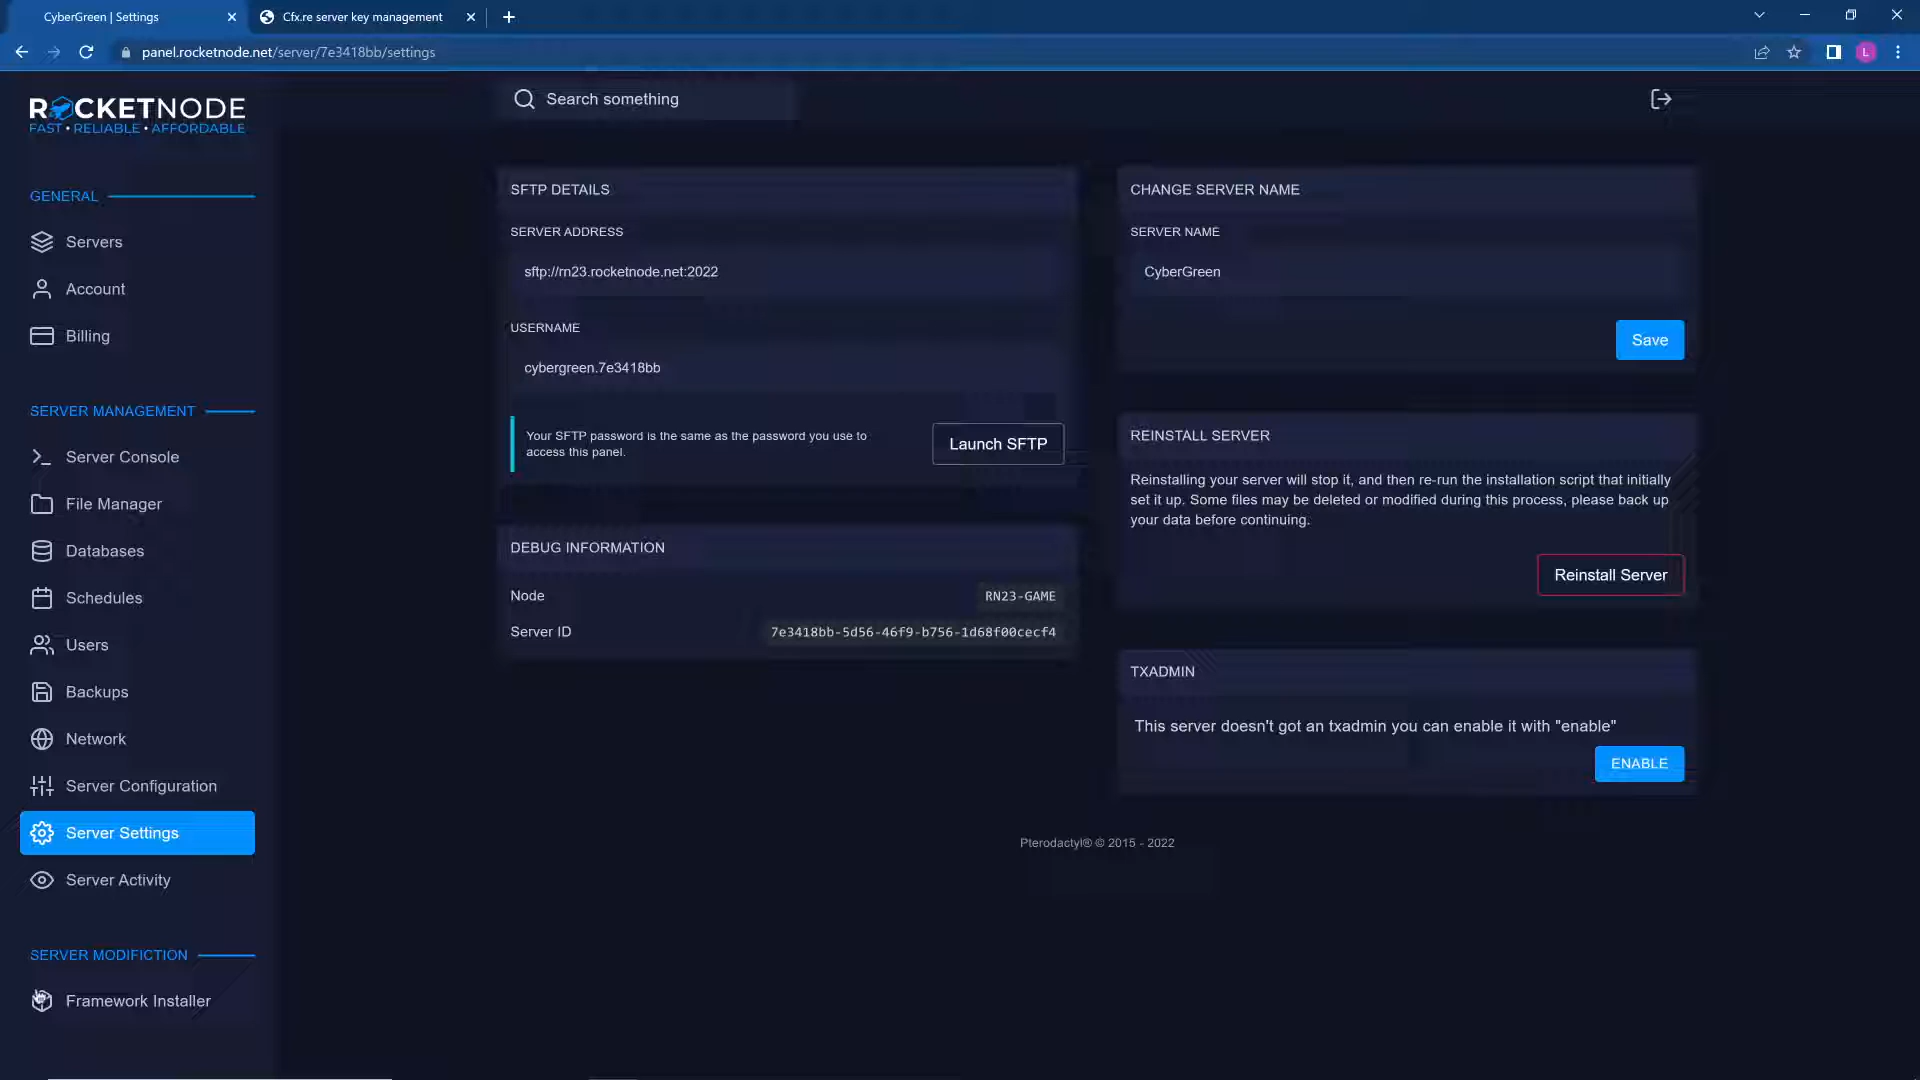 CyberGreen | Settings
Cfx.re server key management
panel.rocketnode.net/server/7e3418bb/settings
L
ROCKETNODE
FAST • RELIABLE • AFFORDABLE
Search something
GENERAL
Servers
Account
Billing
SERVER MANAGEMENT
Server Console
File Manager
Databases
Schedules
Users
Backups
Network
Server Configuration
Server Settings
Server Activity
SERVER MODIFICTION
Framework Installer
SFTP DETAILS
SERVER ADDRESS
sftp://rn23.rocketnode.net:2022
USERNAME
cybergreen.7e3418bb
Your SFTP password is the same as the password you use to
access this panel.
Launch SFTP
DEBUG INFORMATION
Node
RN23-GAME
Server ID
7e3418bb-5d56-46f9-b756-1d68f00cecf4
CHANGE SERVER NAME
SERVER NAME
CyberGreen
Save
REINSTALL SERVER
Reinstalling your server will stop it, and then re-run the installation script that initially
set it up. Some files may be deleted or modified during this process, please back up
your data before continuing.
Reinstall Server
TXADMIN
This server doesn't got an txadmin you can enable it with "enable"
ENABLE
Pterodactyl® © 2015 - 2022